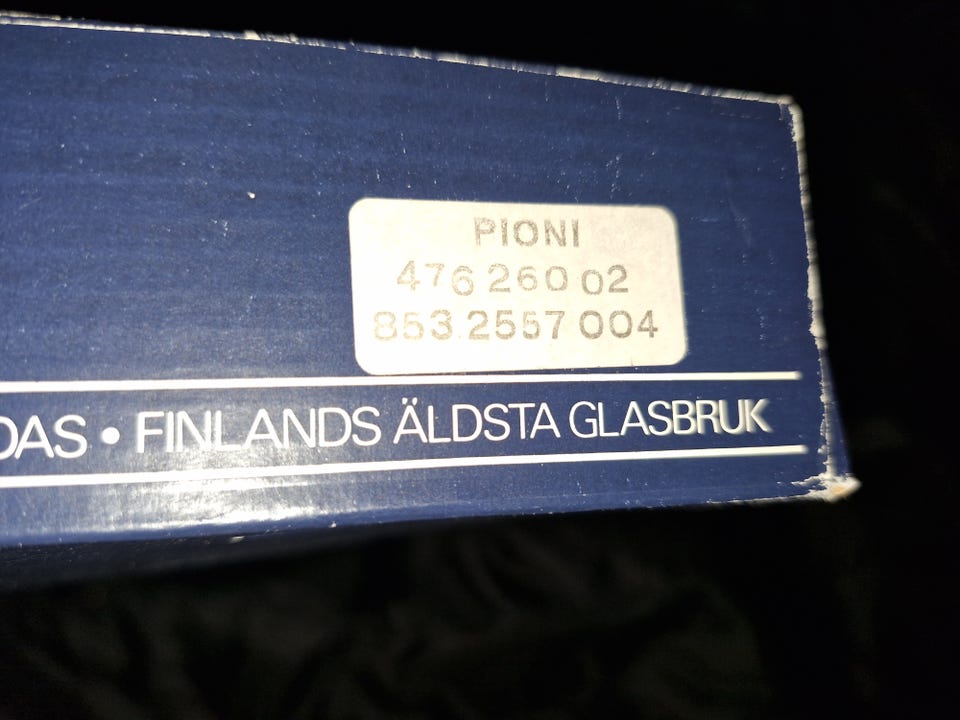 PIONI
476 260 02
853 2557 004
DAS • FINLANDS ÄLDSTA GLASBRUK